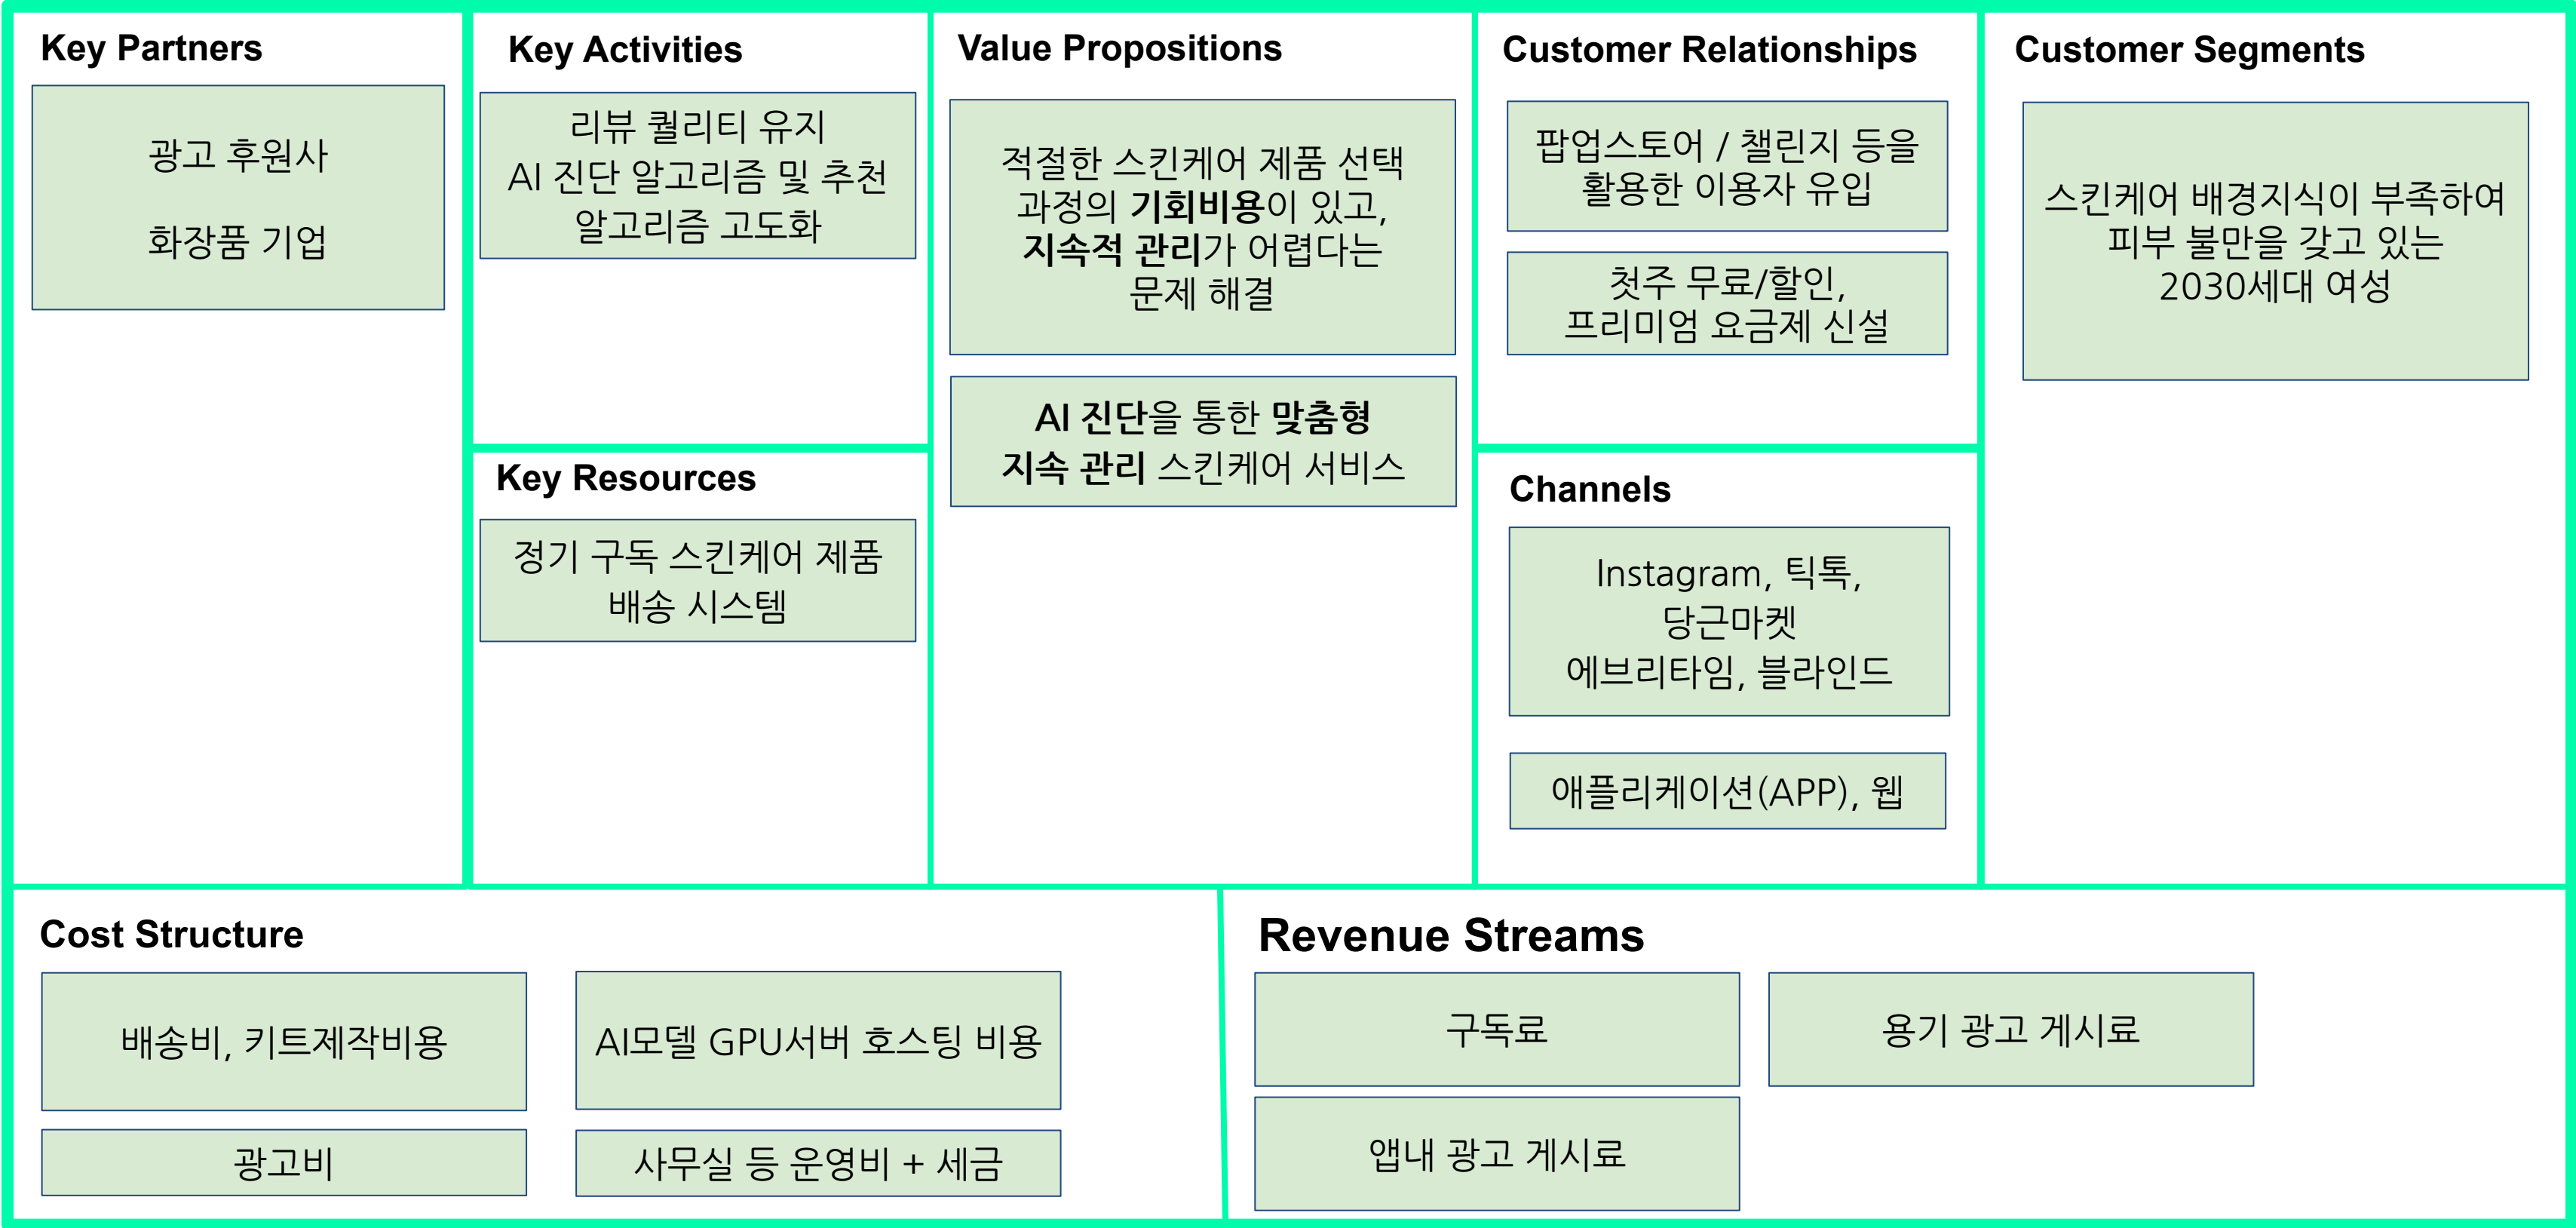 Key Partners
광고 후원사
화장품 기업
Key Activities
리뷰 퀄리티 유지
AI 진단 알고리즘 및 추천
알고리즘 고도화
Key Resources
정기 구독 스킨케어 제품
배송 시스템
Value Propositions
적절한 스킨케어 제품 선택
과정의 기회비용이 있고,
지속적 관리가 어렵다는
문제 해결
AI 진단을 통한 맞춤형
지속 관리 스킨케어 서비스
Customer Relationships
팝업스토어 / 챌린지 등을
활용한 이용자 유입
첫주 무료/할인,
프리미엄 요금제 신설
Channels
Instagram, 틱톡,
당근마켓
에브리타임, 블라인드
애플리케이션(APP), 웹
Customer Segments
스킨케어 배경지식이 부족하여
피부 불만을 갖고 있는
2030세대 여성
Cost Structure
배송비, 키트제작비용
AI모델 GPU서버 호스팅 비용
광고비
사무실 등 운영비 + 세금
Revenue Streams
구독료
용기 광고 게시료
앱내 광고 게시료